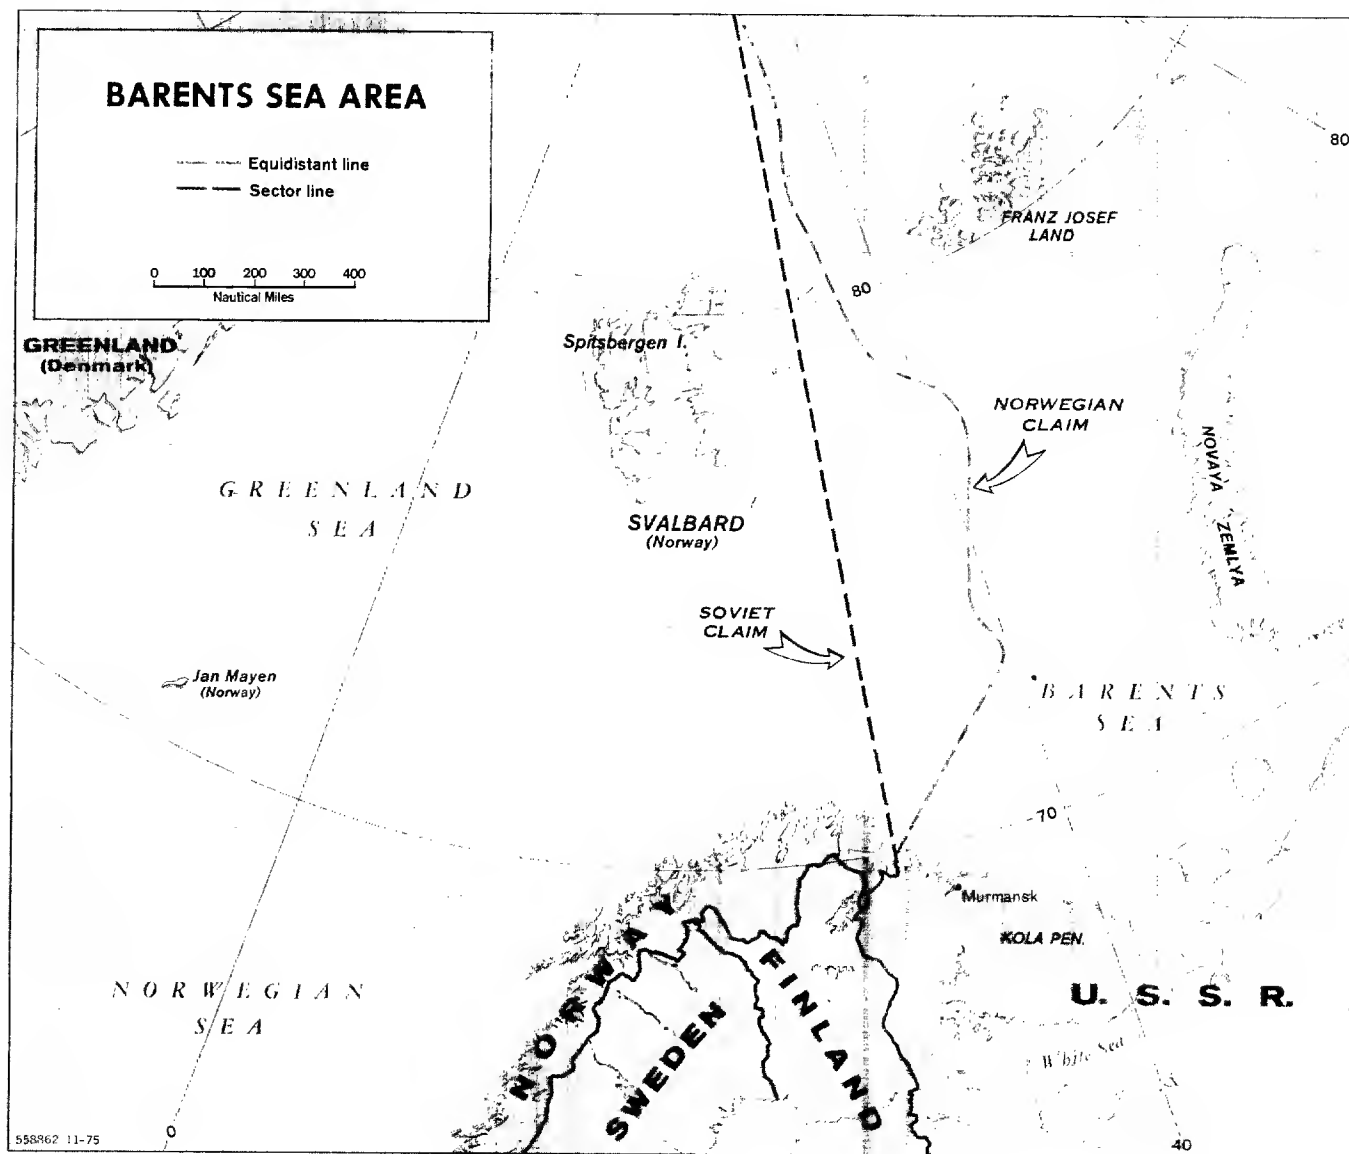 BARENTS SEA AREA
Equidistant line
Sector line
0 100 200 300 400
Nautical Miles
80
FRANZ JOSEF
LAND
80
GREENLAND
(Denmark)
Spitsbergen I.
NORWEGIAN
CLAIM
NOVAYA
ZEMLYA
GREENLAND
SEA
SVALBARD
(Norway)
SOVIET
CLAIM
Jan Mayen
(Norway)
BARENTS
SEA
70
Murmansk
KOLA PEN.
NORWAY
FINLAND
SWEDEN
U. S. S. R.
NORWEGIAN
SEA
White Sea
558862 11-75
0
40